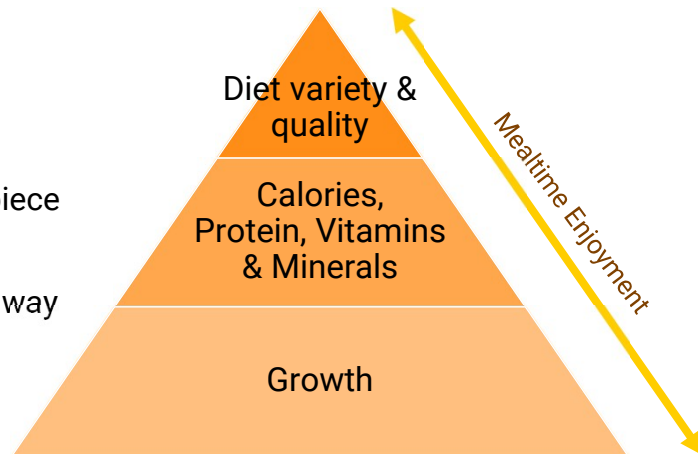 Diet variety &
quality
Mealtime Enjoyment
iece
Calories,
Protein, Vitamins
& Minerals
way
Growth